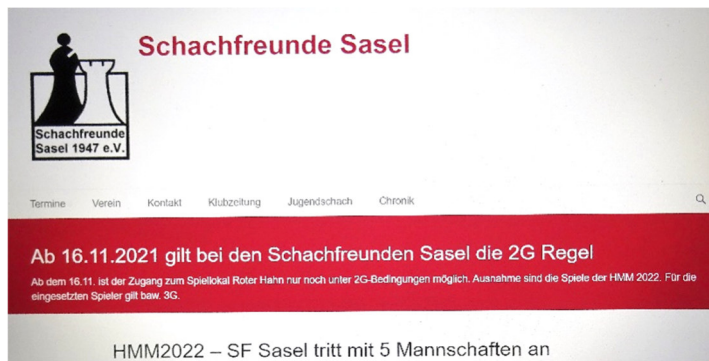 Schachfreunde Sasel
Schachfreunde
Sasel 1947 e.V.
Termine Verein Kontakt Klubzeitung Jugendschach Chronik
Ab 16.11.2021 gilt bei den Schachfreunden Sasel die 2G Regel
Ab dem 16.11. ist der Zugang zum Spiellokal Roter Hahn nur noch unter 2G-Bedingungen möglich. Ausnahme sind die Spiele der HMM 2022. Für die
eingesetzten Spieler gilt baw. 3G.
HMM2022 – SF Sasel tritt mit 5 Mannschaften an